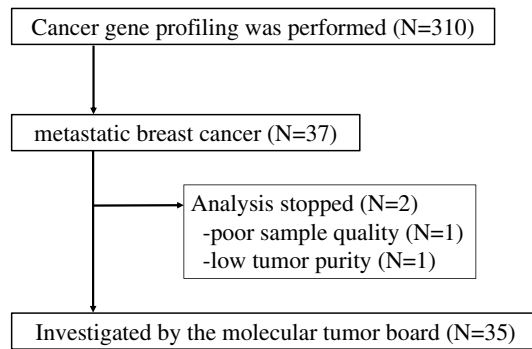 Cancer gene profiling was performed (N=310)
metastatic breast cancer (N=37)
Analysis stopped (N=2)
-poor sample quality (N=1)
-low tumor purity (N=1)
Investigated by the molecular tumor board (N=35)